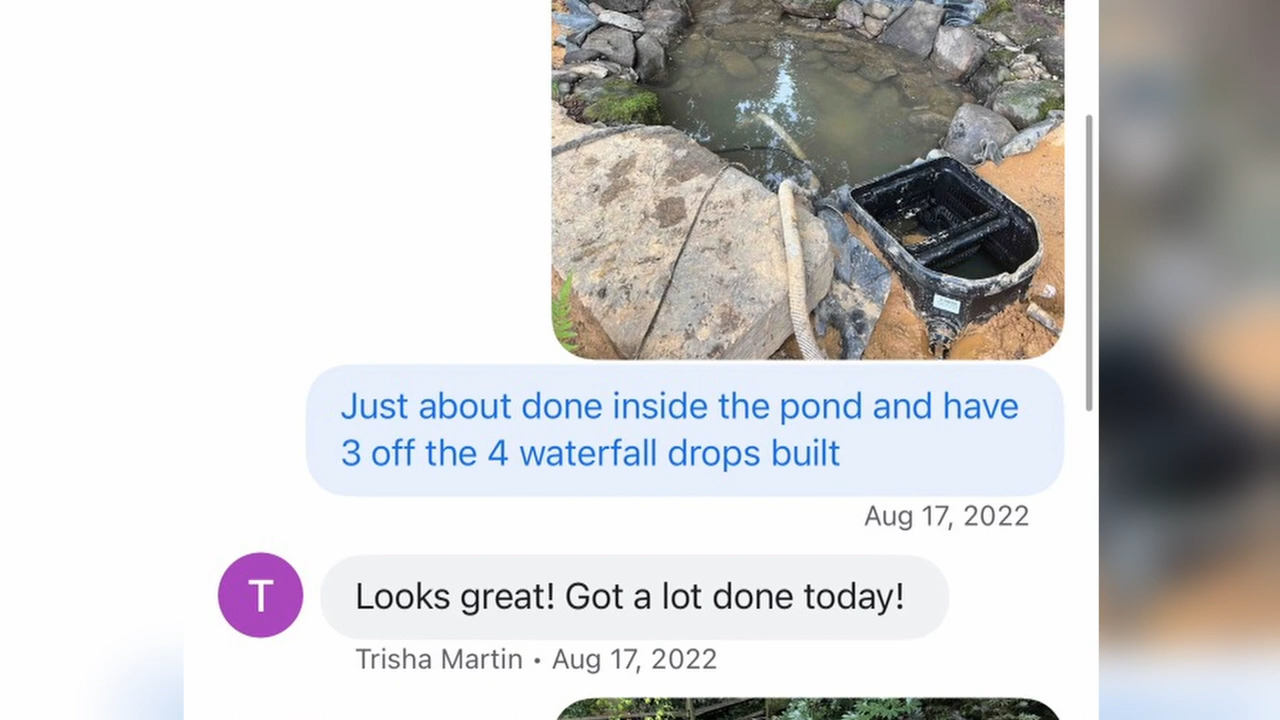 Just about done inside the pond and have
3 off the 4 waterfall drops built
Aug 17, 2022
T
Looks great! Got a lot done today!
Trisha Martin • Aug 17, 2022